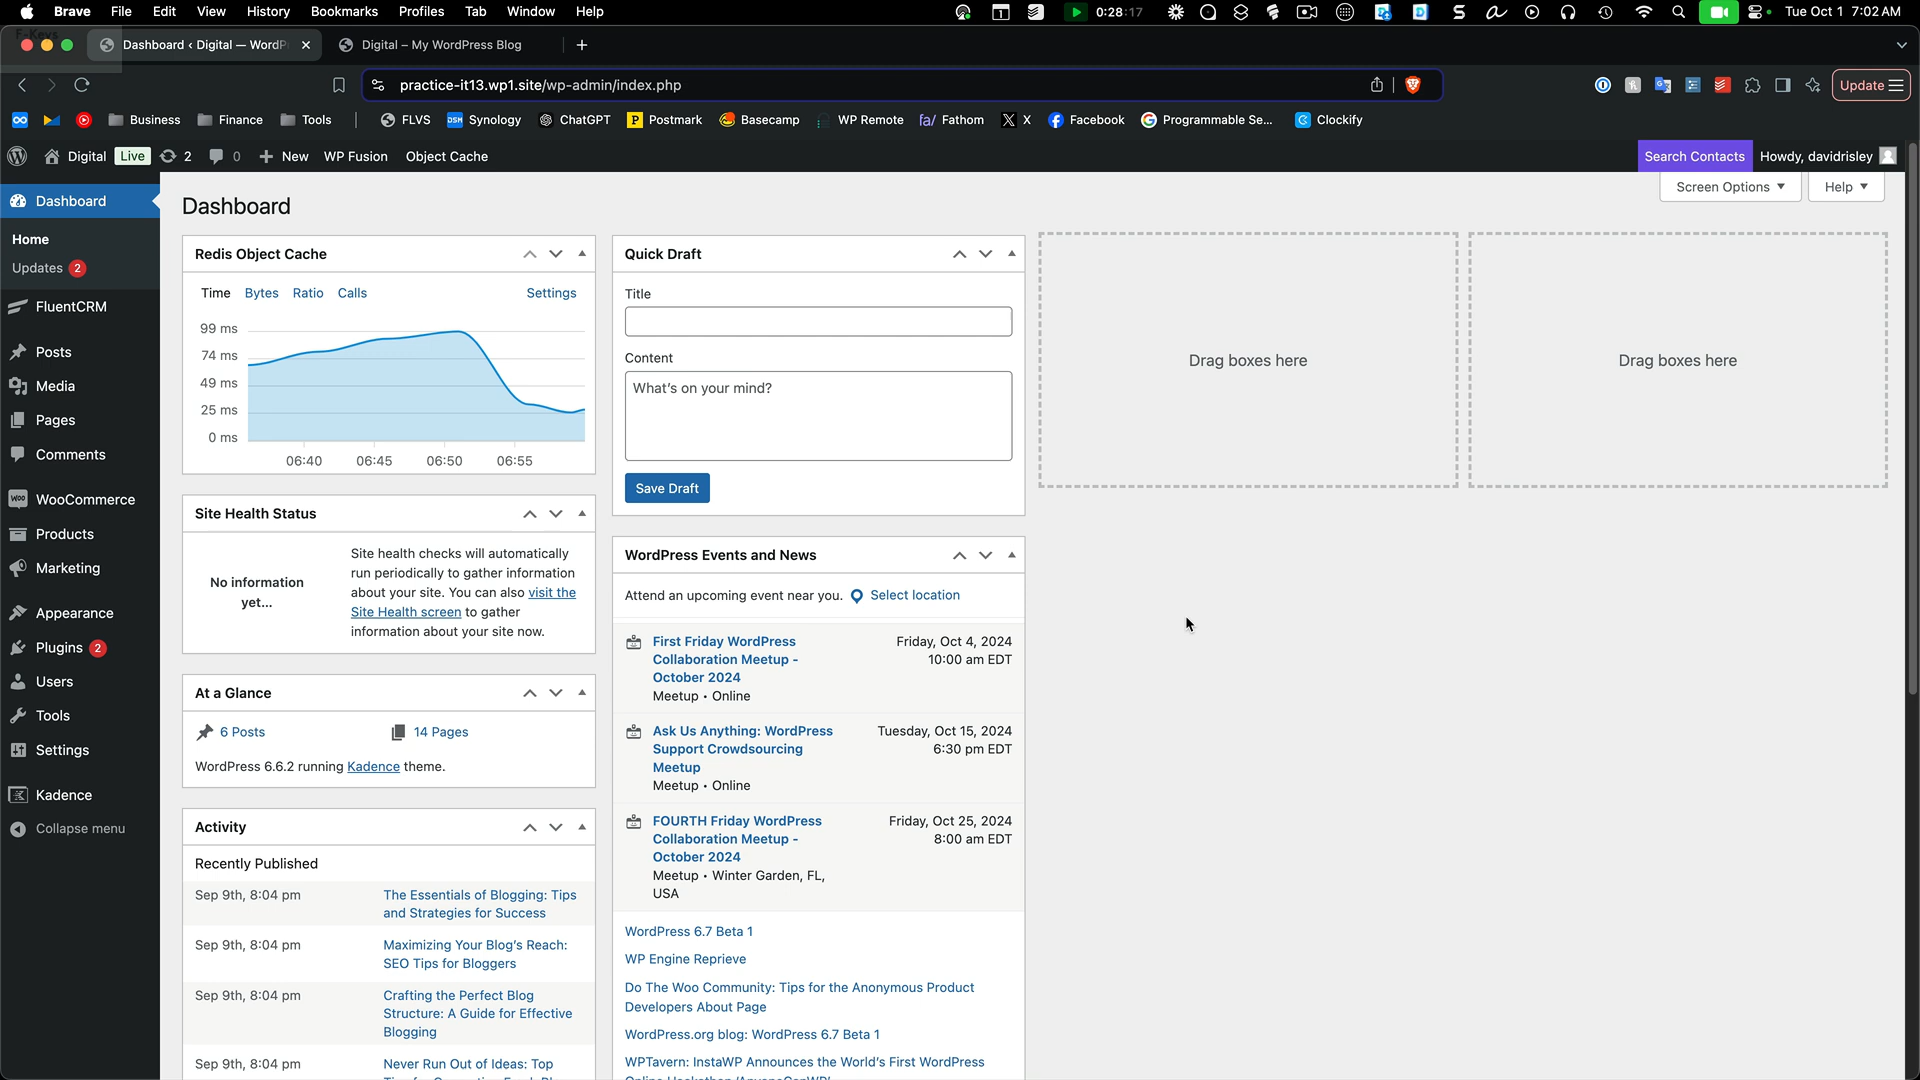 Brave File Edit View History Bookmarks Profiles Tab Window Help 0:28:17 Tue Oct 1 7:02 AM
F-Keys
Dashboard ‹ Digital — WordP Digital – My WordPress Blog
practice-it13.wp1.site/wp-admin/index.php Update
Business Finance Tools FLVS Synology ChatGPT Postmark Basecamp WP Remote fa/ Fathom X Facebook Programmable Se... Clockify
Digital Live 2 0 New WP Fusion Object Cache Search Contacts Howdy, davidrisley
Screen Options Help
Dashboard
Home
Updates 2
FluentCRM
Posts
Media
Pages
Comments
WooCommerce
Products
Marketing
Appearance
Plugins 2
Users
Tools
Settings
Kadence
Collapse menu
Dashboard
Redis Object Cache
Time Bytes Ratio Calls Settings
99 ms
74 ms
49 ms
25 ms
0 ms
06:40 06:45 06:50 06:55
Site Health Status
No information
yet...
Site health checks will automatically
run periodically to gather information
about your site. You can also visit the
Site Health screen to gather
information about your site now.
At a Glance
6 Posts 14 Pages
WordPress 6.6.2 running Kadence theme.
Activity
Recently Published
Sep 9th, 8:04 pm The Essentials of Blogging: Tips
and Strategies for Success
Sep 9th, 8:04 pm Maximizing Your Blog's Reach:
SEO Tips for Bloggers
Sep 9th, 8:04 pm Crafting the Perfect Blog
Structure: A Guide for Effective
Blogging
Sep 9th, 8:04 pm Never Run Out of Ideas: Top
Quick Draft
Title
Content
What's on your mind?
Save Draft
WordPress Events and News
Attend an upcoming event near you. Select location
First Friday WordPress Friday, Oct 4, 2024
Collaboration Meetup - 10:00 am EDT
October 2024
Meetup • Online
Ask Us Anything: WordPress Tuesday, Oct 15, 2024
Support Crowdsourcing 6:30 pm EDT
Meetup
Meetup • Online
FOURTH Friday WordPress Friday, Oct 25, 2024
Collaboration Meetup - 8:00 am EDT
October 2024
Meetup • Winter Garden, FL,
USA
WordPress 6.7 Beta 1
WP Engine Reprieve
Do The Woo Community: Tips for the Anonymous Product
Developers About Page
WordPress.org blog: WordPress 6.7 Beta 1
WPTavern: InstaWP Announces the World's First WordPress
Drag boxes here Drag boxes here